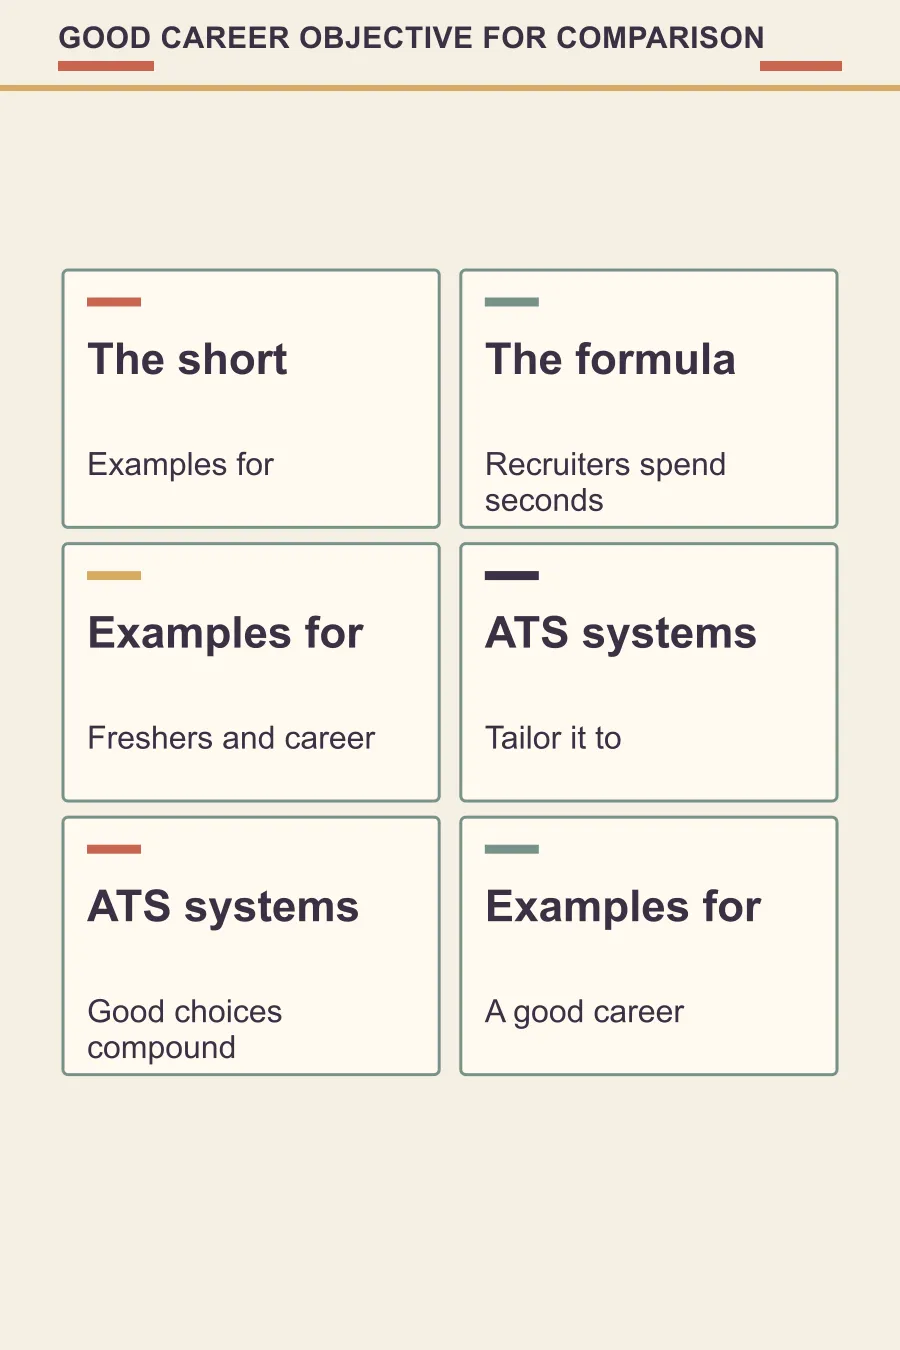 GOOD CAREER OBJECTIVE FOR COMPARISON
The short
Examples for
The formula
Recruiters spend
seconds
Examples for
Freshers and career
ATS systems
Tailor it to
ATS systems
Good choices
compound
Examples for
A good career